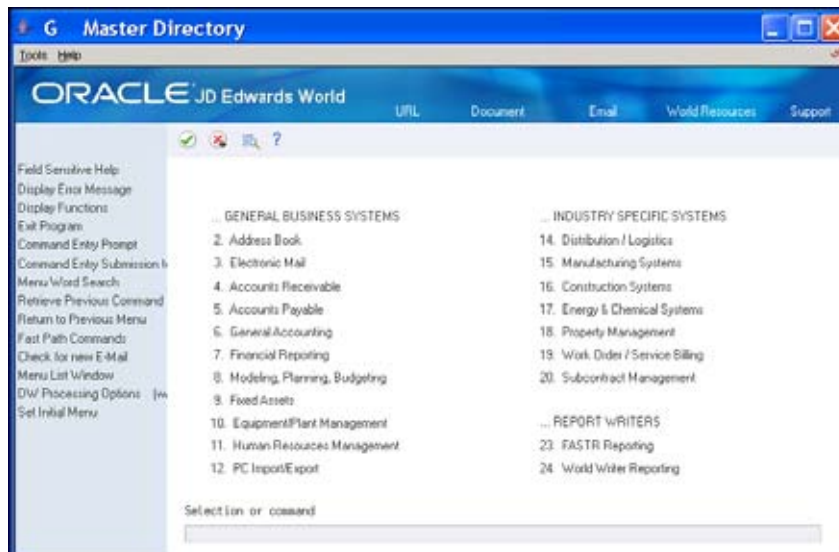 G Master Directory
Tools Help
ORACLE JD Edwards World
URL Document Email World Resources Support
Field Sensitive Help
Display Error Message
Display Functions
Exit Program
Command Entry Prompt
Command Entry Submission
Menu Word Search
Retrieve Previous Command
Return to Previous Menu
Fast Path Commands
Check for new E-Mail
Menu List Window
DW Processing Options
Set Initial Menu
... GENERAL BUSINESS SYSTEMS
2. Address Book
3. Electronic Mail
4. Accounts Receivable
5. Accounts Payable
6. General Accounting
7. Financial Reporting
8. Modeling, Planning, Budgeting
9. Fixed Assets
10. Equipment/Plant Management
11. Human Resources Management
12. PC Import/Export
... INDUSTRY SPECIFIC SYSTEMS
14. Distribution / Logistics
15. Manufacturing Systems
16. Construction Systems
17. Energy & Chemical Systems
18. Property Management
19. Work Order / Service Billing
20. Subcontract Management
... REPORT WRITERS
23. FASTR Reporting
24. World Writer Reporting
Selection or command